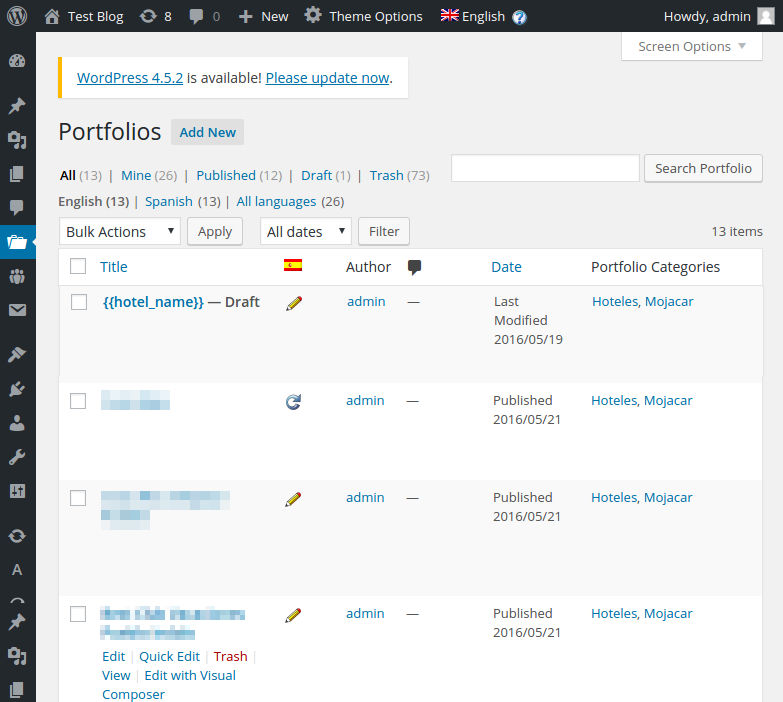 Test Blog 8 0 New Theme Options English Howdy, admin
Screen Options
WordPress 4.5.2 is available! Please update now.
Portfolios Add New
All (13) | Mine (26) | Published (12) | Draft (1) | Trash (73) Search Portfolio
English (13) | Spanish (13) | All languages (26)
Bulk Actions Apply All dates Filter 13 items
Title Author Date Portfolio Categories
{{hotel_name}} — Draft admin — Last Hoteles, Mojacar
Modified
2016/05/19
admin — Published Hoteles, Mojacar
2016/05/21
admin — Published Hoteles, Mojacar
2016/05/21
admin — Published Hoteles, Mojacar
2016/05/21
Edit | Quick Edit | Trash |
View | Edit with Visual
Composer